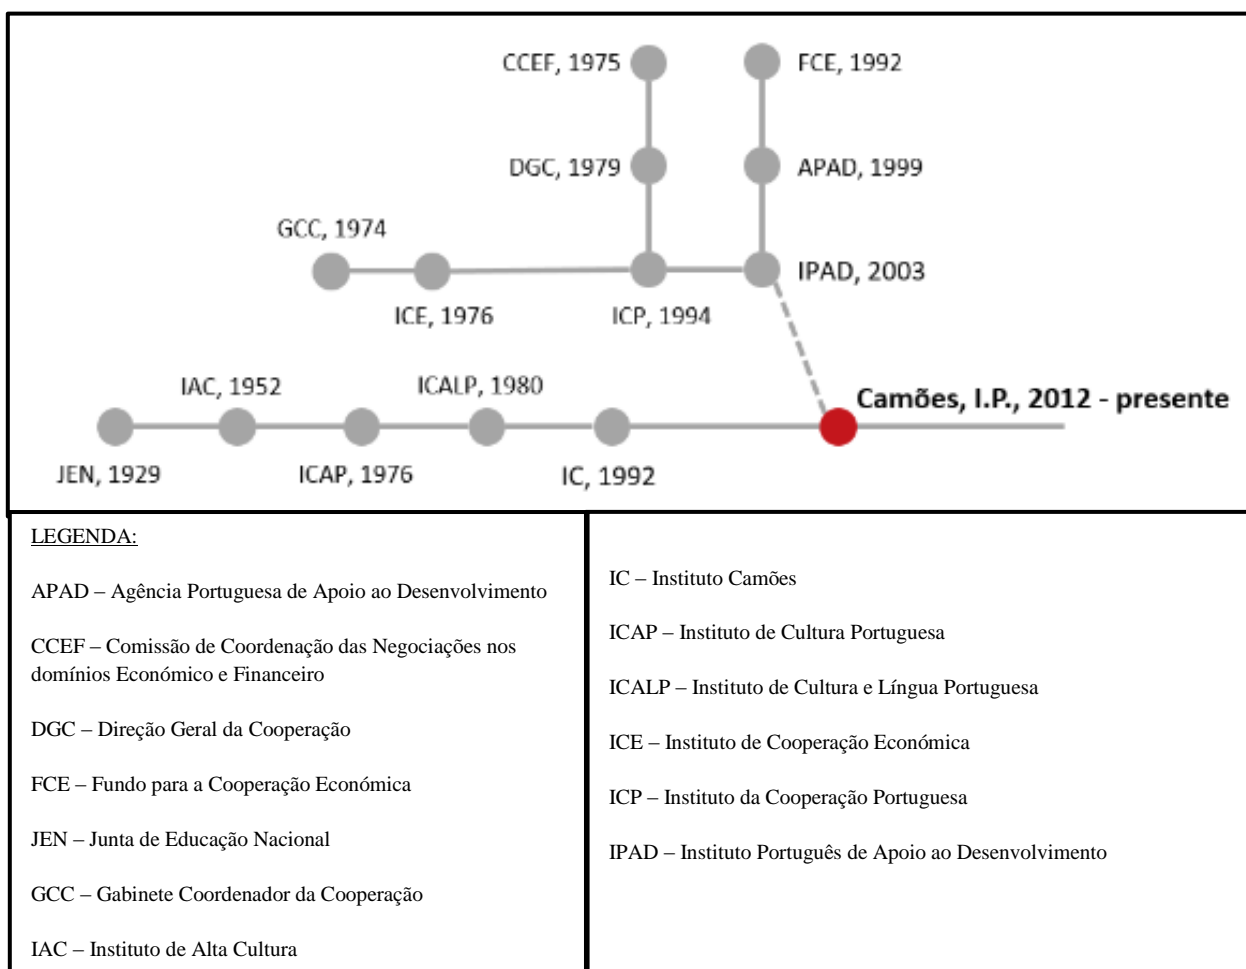 CCEF, 1975
FCE, 1992
DGC, 1979
APAD, 1999
GCC, 1974
IPAD, 2003
ICE, 1976
ICP, 1994
IAC, 1952
ICALP, 1980
Camões, I.P., 2012 - presente
JEN, 1929
ICAP, 1976
IC, 1992
LEGENDA:
APAD – Agência Portuguesa de Apoio ao Desenvolvimento
CCEF – Comissão de Coordenação das Negociações nos
domínios Económico e Financeiro
DGC – Direção Geral da Cooperação
FCE – Fundo para a Cooperação Económica
JEN – Junta de Educação Nacional
GCC – Gabinete Coordenador da Cooperação
IAC – Instituto de Alta Cultura
IC – Instituto Camões
ICAP – Instituto de Cultura Portuguesa
ICALP – Instituto de Cultura e Língua Portuguesa
ICE – Instituto de Cooperação Económica
ICP – Instituto da Cooperação Portuguesa
IPAD – Instituto Português de Apoio ao Desenvolvimento